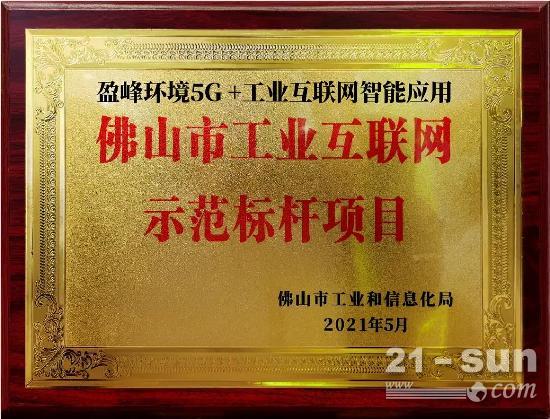 盈峰环境5G+工业互联网智能应用
佛山市工业互联网
示范标杆项目
佛山市工业和信息化局
2021年5月
21-sun
www.
com